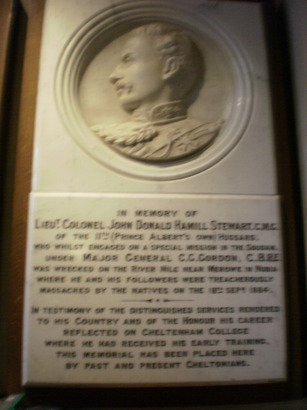 IN MEMORY OF
LIEUT. COLONEL JOHN DONALD HAMILL STEWART, C.M.G.
OF THE 11TH (PRINCE ALBERT'S OWN) HUSSARS,
WHO WHILST ENGAGED ON A SPECIAL MISSION IN THE SOUDAN,
UNDER MAJOR GENERAL C.G. GORDON, C.B. R.E.
WAS WRECKED ON THE RIVER NILE NEAR MEROWE IN NUBIA
WHERE HE AND HIS FOLLOWERS WERE TREACHEROUSLY
MASSACRED BY THE NATIVES ON THE 18TH SEPT 1884.
IN TESTIMONY OF THE DISTINGUISHED SERVICES RENDERED
TO HIS COUNTRY AND OF THE HONOUR HIS CAREER
REFLECTED ON CHELTENHAM COLLEGE
WHERE HE HAD RECEIVED HIS EARLY TRAINING,
THIS MEMORIAL HAS BEEN PLACED HERE
BY PAST AND PRESENT CHELTONIANS.